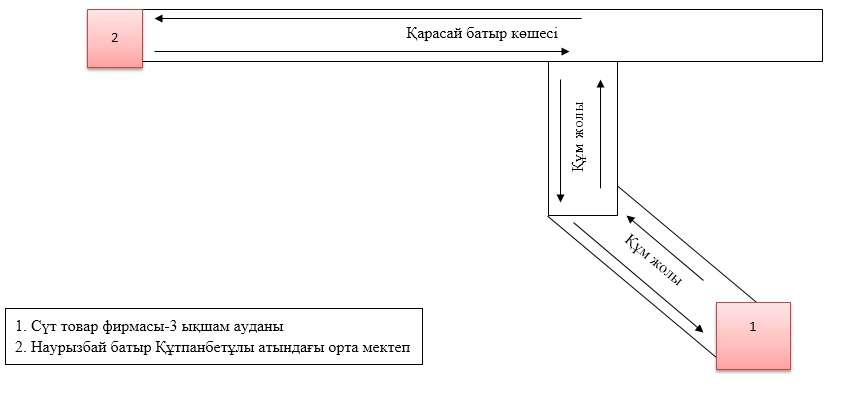 2
Қарасай батыр көшесі
Құм жолы
Құм жолы
1
1. Сүт товар фирмасы-3 ықшам ауданы
2. Наурызбай батыр Құтпанбетұлы атындағы орта мектеп